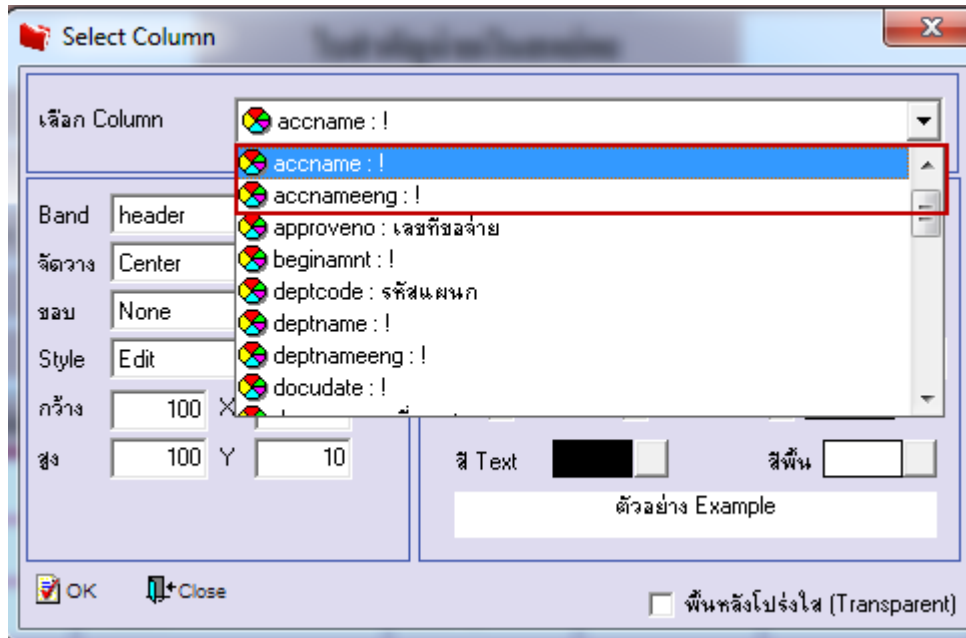 Select Column
เลือก Column
accname : !
accname : !
accnameeng : !
approveno : เลขที่ขอจ่าย
beginamnt : !
deptcode : รหัสแผนก
deptname : !
deptnameeng : !
docudate : !
Band header
จัดวาง Center
ขอบ None
Style Edit
กว้าง 100 X
สูง 100 Y 10
สี Text
สีพื้น
ตัวอย่าง Example
OK
Close
พื้นหลังโปร่งใส (Transparent)